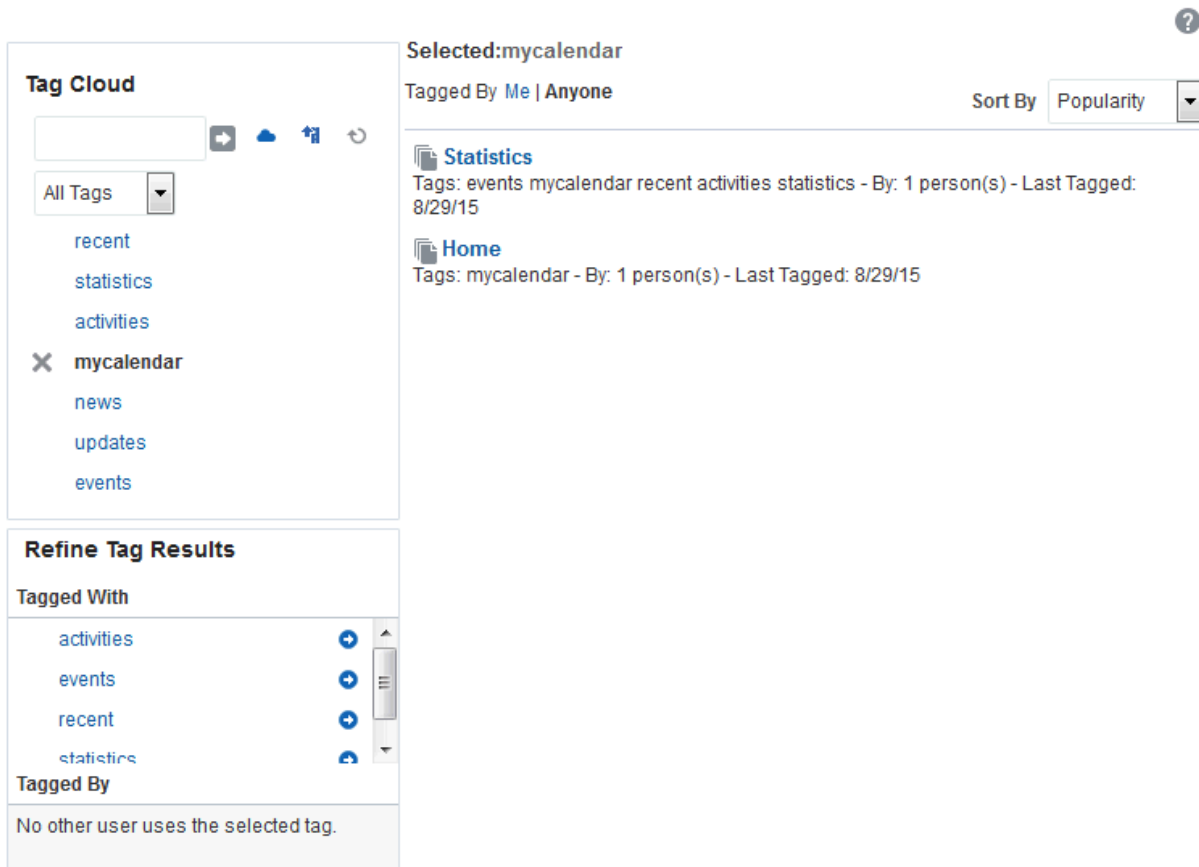 Tag Cloud
All Tags
recent
statistics
activities
mycalendar
news
updates
events
Refine Tag Results
Tagged With
activities
events
recent
statistics
Tagged By
No other user uses the selected tag.
Selected:mycalendar
Tagged By Me | Anyone
Sort By Popularity
Statistics
Tags: events mycalendar recent activities statistics - By: 1 person(s) - Last Tagged:
8/29/15
Home
Tags: mycalendar - By: 1 person(s) - Last Tagged: 8/29/15